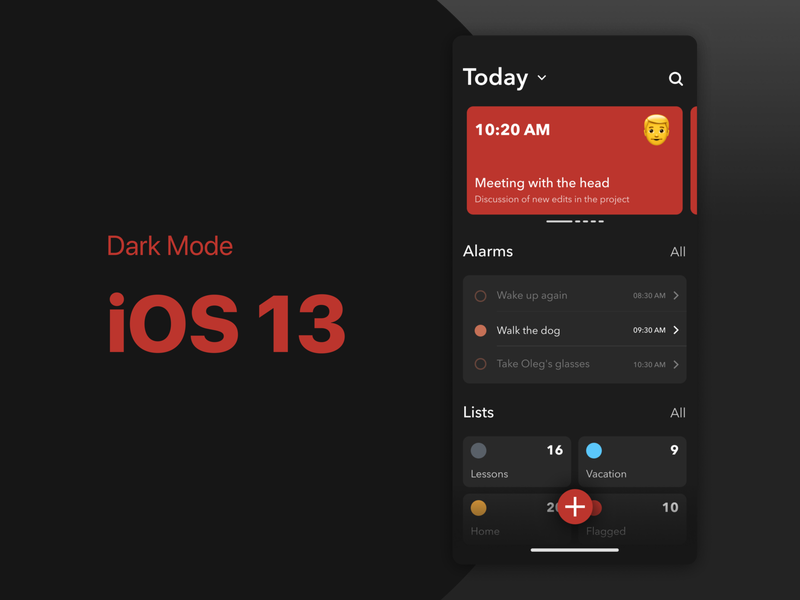 Dark Mode
iOS 13
Today
10:20 AM
Meeting with the head
Discussion of new edits in the project
Alarms All
Wake up again 08:30 AM
Walk the dog 09:30 AM
Take Oleg's glasses 10:30 AM
Lists All
16 9
Lessons Vacation
10
Home Flagged